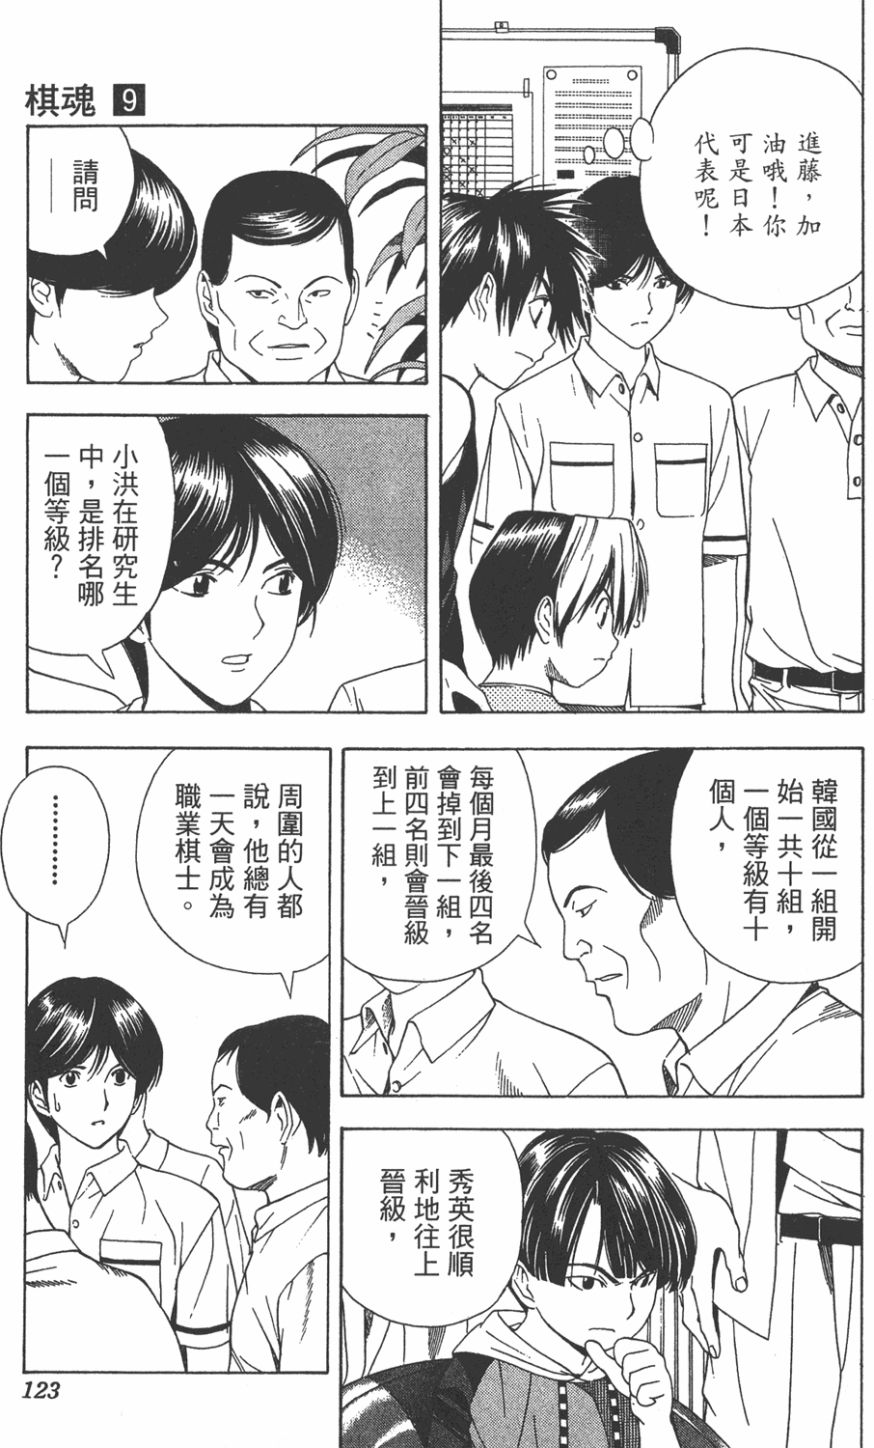 棋魂 9
進藤，加
油哦！你
可是日本
代表呢！
請問
——
小洪在研究生
中，是排名哪
一個等級？
韓國從一組開
始一共十組，
一個等級有十
個人，
每個月最後四名
會掉到下一組，
前四名則會晉級
到上一組，
秀英很順
利地往上
晉級，
周圍的人都
說，他總有
一天會成為
職業棋士。
………
123